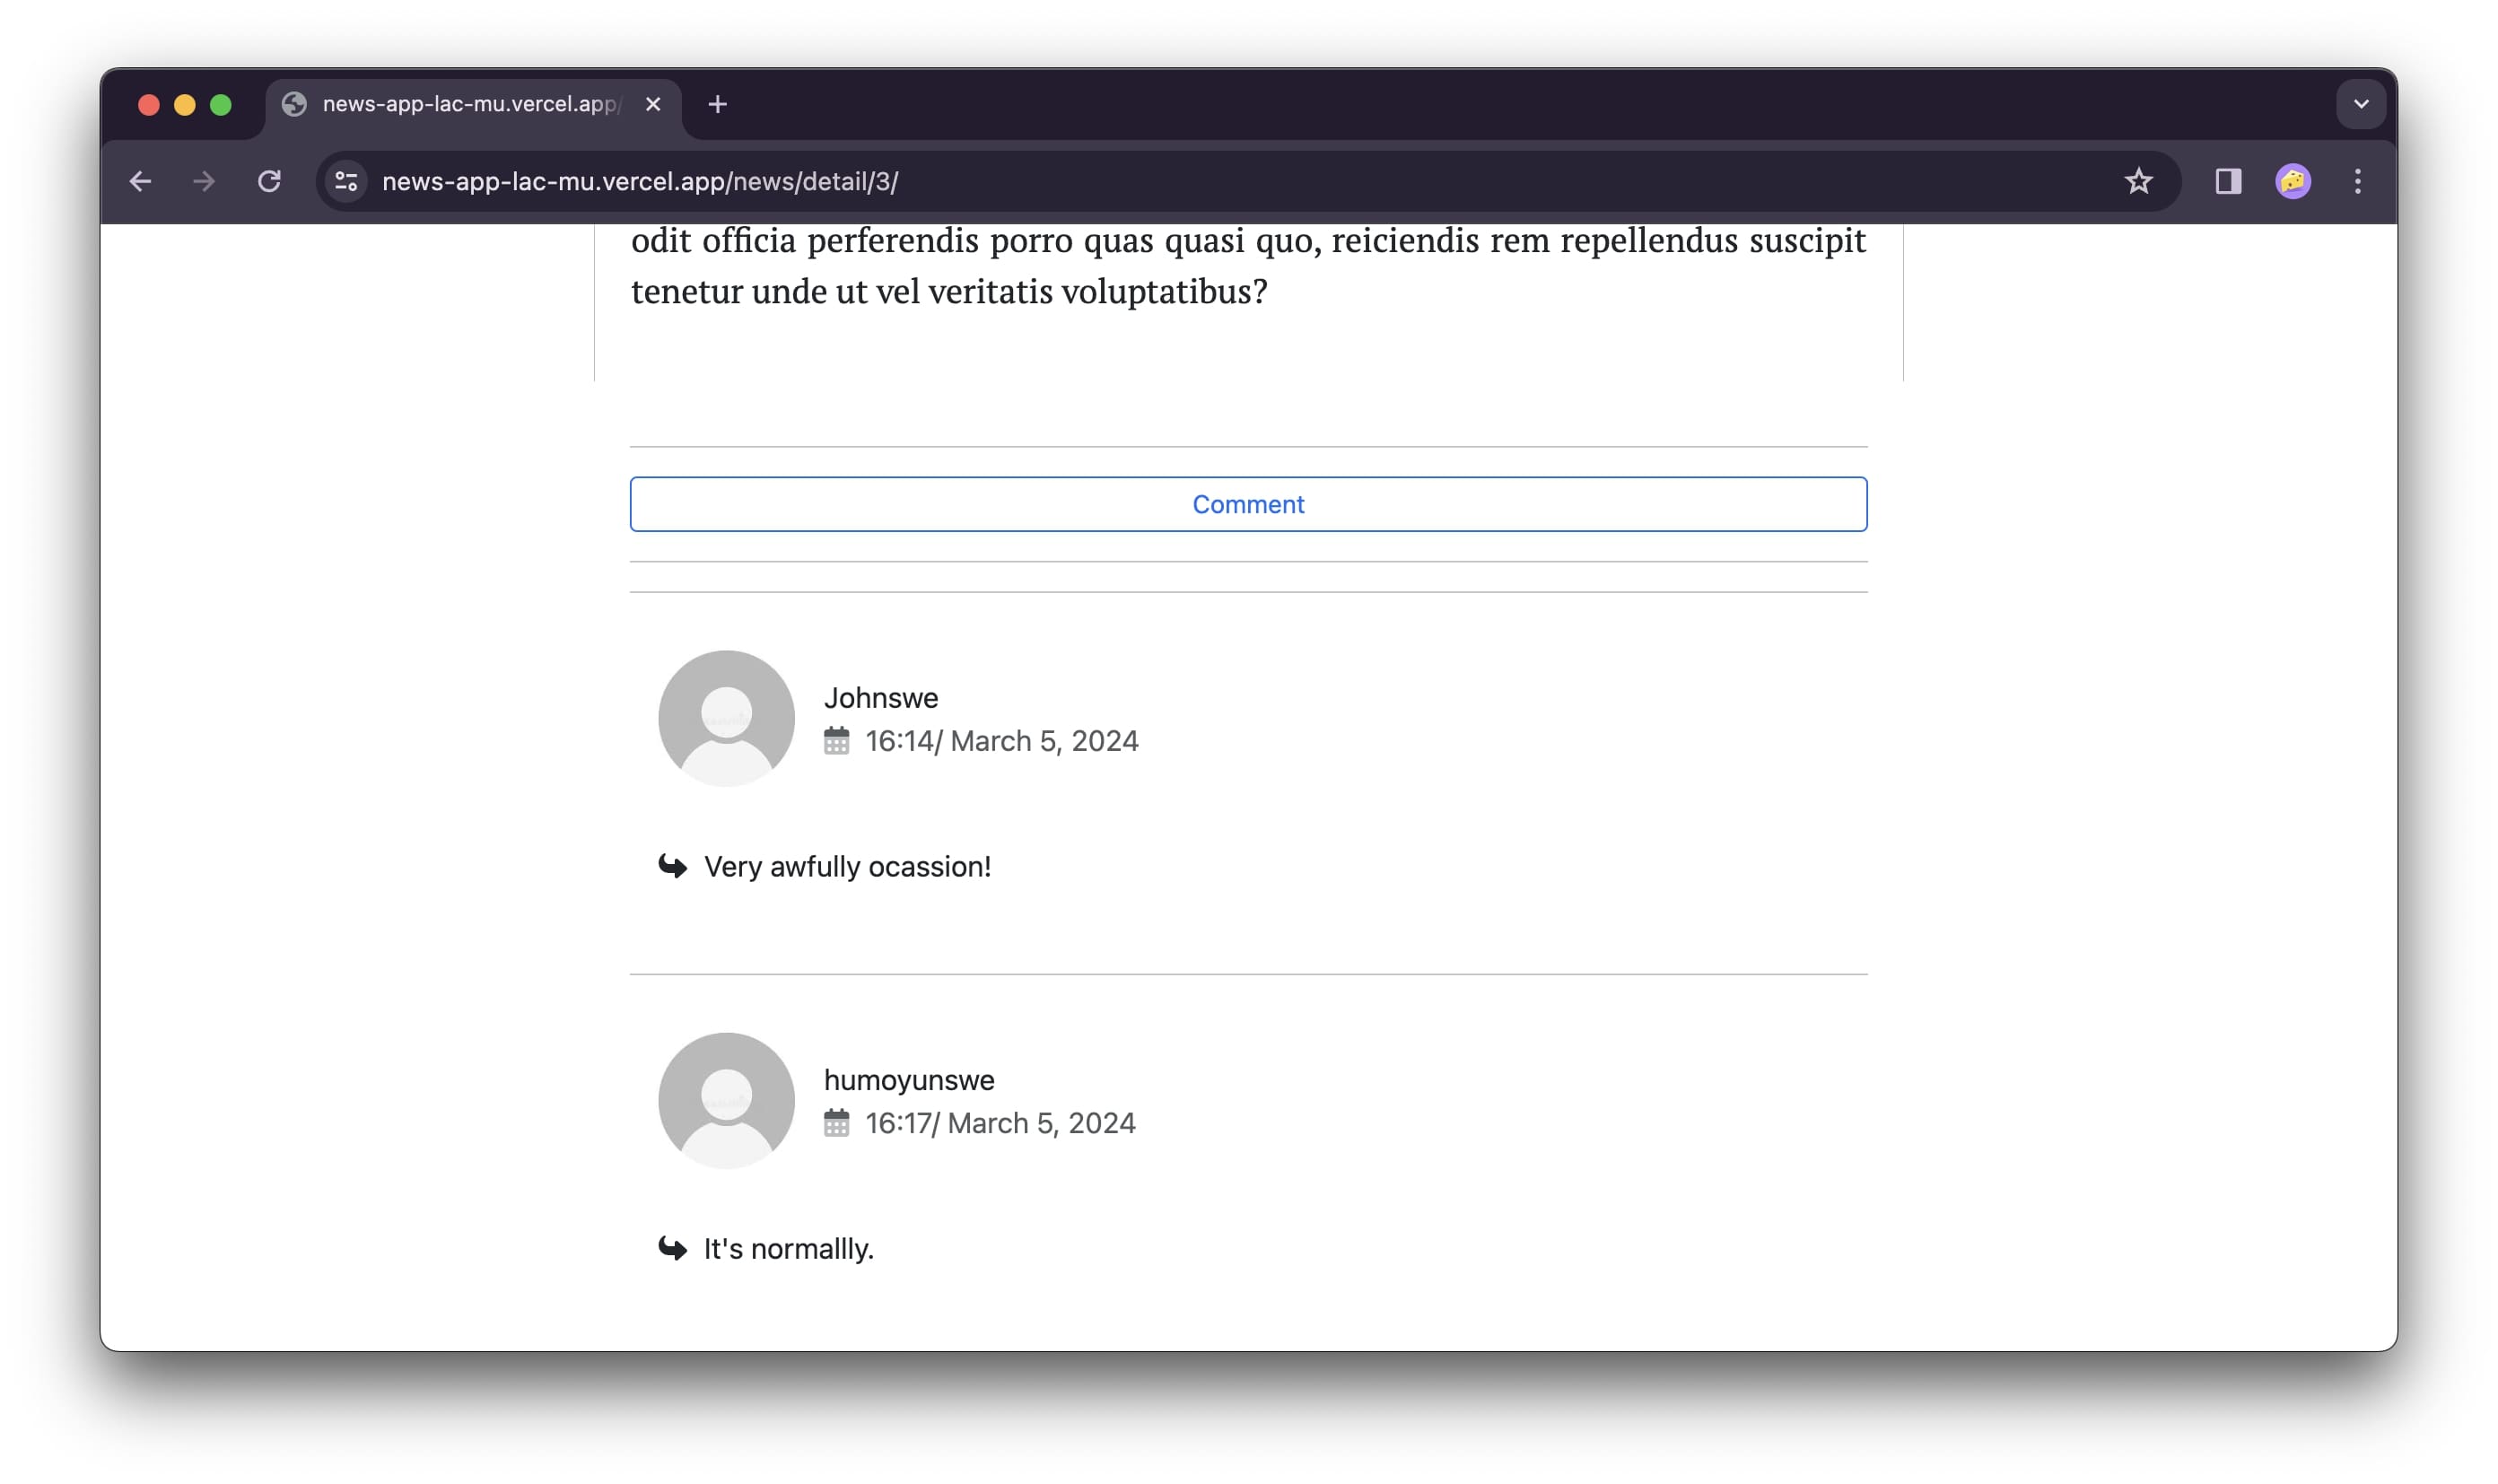 news-app-lac-mu.vercel.app/
news-app-lac-mu.vercel.app/news/detail/3/
odit officia perferendis porro quas quasi quo, reiciendis rem repellendus suscipit
tenetur unde ut vel veritatis voluptatibus?
Comment
Johnswe
16:14/ March 5, 2024
Very awfully ocassion!
humoyunswe
16:17/ March 5, 2024
It's normallly.